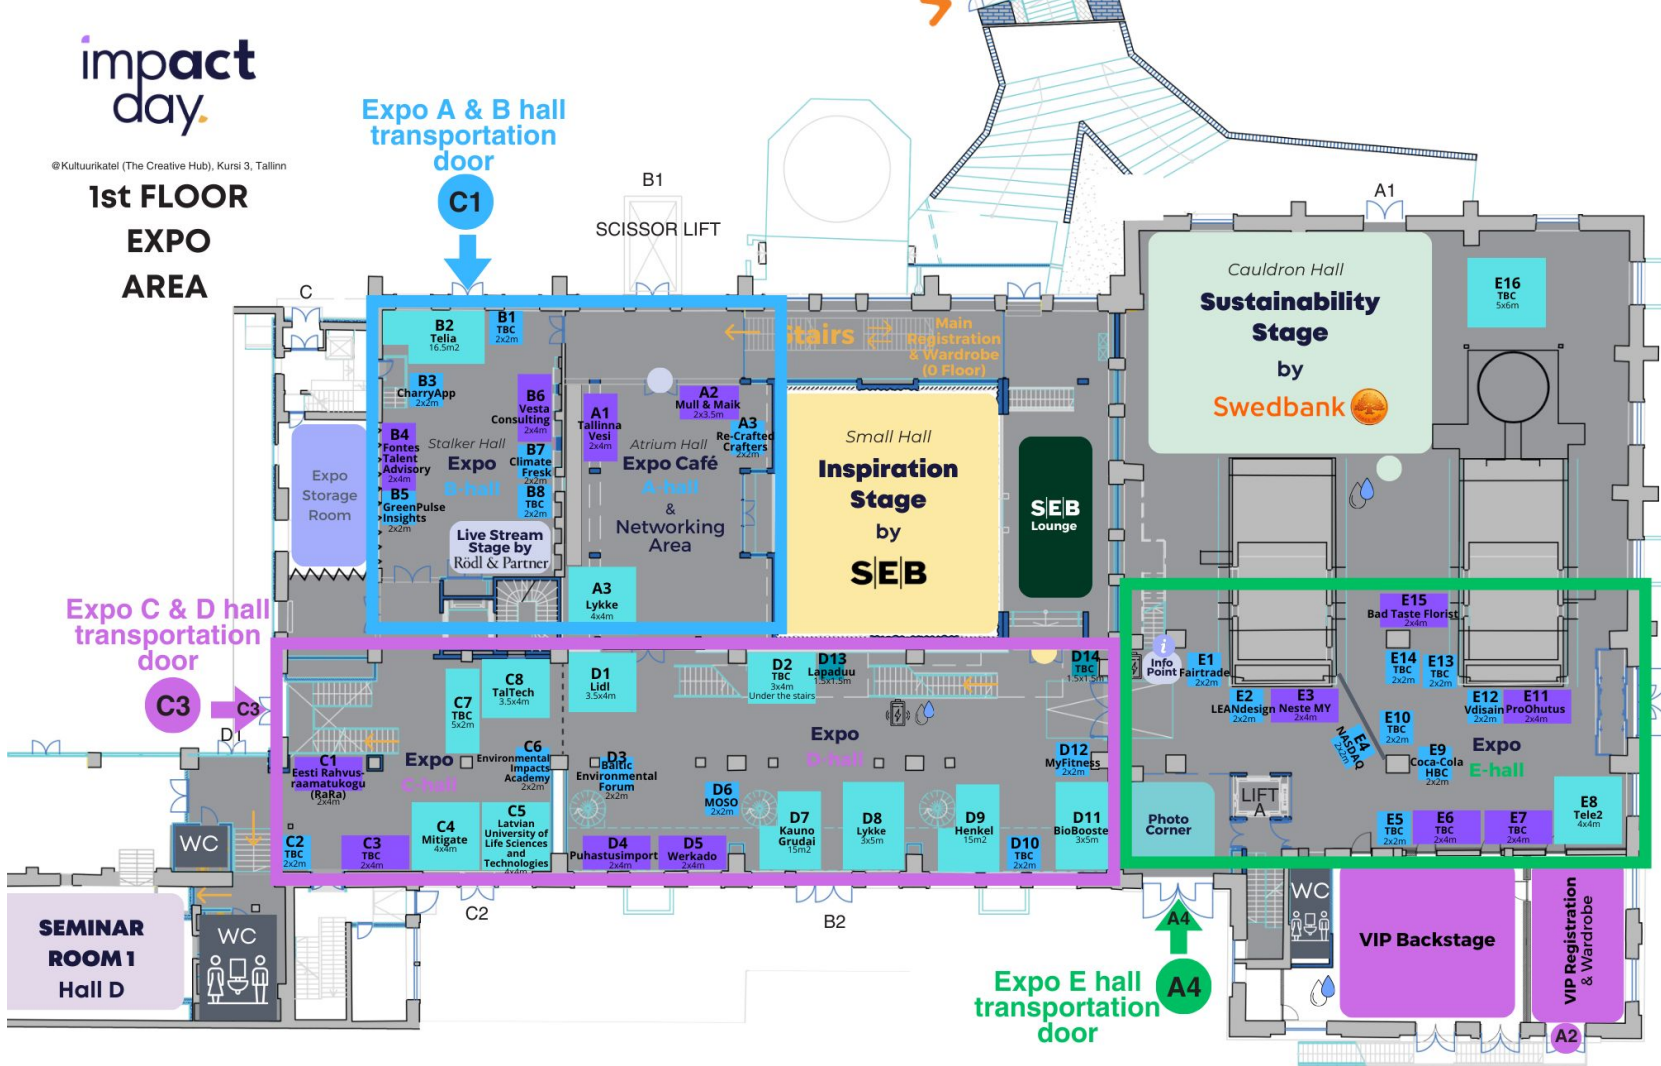 impact
day.
@Kultuurikatel (The Creative Hub), Kursi 3, Tallinn
1st FLOOR
EXPO
AREA
Expo A & B hall
transportation
door
C1
B1
SCISSOR LIFT
A1
C
B2
Telia
16.5m2
B1
TBC
2x2m
B3
CharryApp
2x2m
B6
Vesta
Consulting
2x4m
B4
Fontes
Talent
Advisory
2x4m
Stalker Hall
Expo
B-hall
B7
Climate
Fresk
2x2m
B5
GreenPulse
Insights
2x2m
B8
TBC
2x2m
Live Stream
Stage by
Rödl & Partner
Expo
Storage
Room
A1
Tallinna
Vesi
2x4m
A2
Mull & Maik
2x3.5m
A3
Re-Crafted
Crafters
2x2m
Atrium Hall
Expo Café
A-hall
&
Networking
Area
A3
Lykke
4x4m
Stairs
Main
Registration
& Wardrobe
(0 Floor)
Small Hall
Inspiration
Stage
by
S|E|B
S|E|B
Lounge
Cauldron Hall
Sustainability
Stage
by
Swedbank
E16
TBC
5x6m
Expo C & D hall
transportation
door
C3
C3
D1
C8
TalTech
3.5x4m
C7
TBC
5x2m
C1
Eesti Rahvus-
raamatukogu
(RaRa)
2x4m
Expo
C-hall
C6
Environmental
Impacts
Academy
2x2m
C2
TBC
2x2m
C3
TBC
2x4m
C4
Mitigate
4x4m
C5
Latvian
University of
Life Sciences
and
Technologies
4x4m
D1
Lidl
3.5x4m
D2
TBC
3x4m
Under the stairs
D13
Lapaduu
1.5x1.5m
D14
TBC
1.5x1.5m
Expo
D-hall
D3
Baltic
Environmental
Forum
2x2m
D6
MOSO
2x2m
D12
MyFitness
2x2m
D4
Puhastusimport
2x4m
D5
Werkado
2x4m
D7
Kauno
Grudai
15m2
D8
Lykke
3x5m
D9
Henkel
15m2
D10
TBC
2x2m
D11
BioBooste
3x5m
i
Info
Point
E1
Fairtrade
2x2m
E2
LEANdesign
2x2m
E3
Neste MY
2x4m
E4
NASDAQ
2x2m
E15
Bad Taste Florist
2x4m
E14
TBC
2x2m
E13
TBC
2x2m
E12
Vdisain
2x2m
E11
ProOhutus
2x4m
E10
TBC
2x2m
E9
Coca-Cola
HBC
2x2m
Expo
E-hall
LIFT
A
Photo
Corner
E5
TBC
2x2m
E6
TBC
2x4m
E7
TBC
2x4m
E8
Tele2
4x4m
WC
C2
B2
SEMINAR
ROOM 1
Hall D
WC
A4
Expo E hall
transportation
door
A4
WC
VIP Backstage
VIP Registration
& Wardrobe
A2